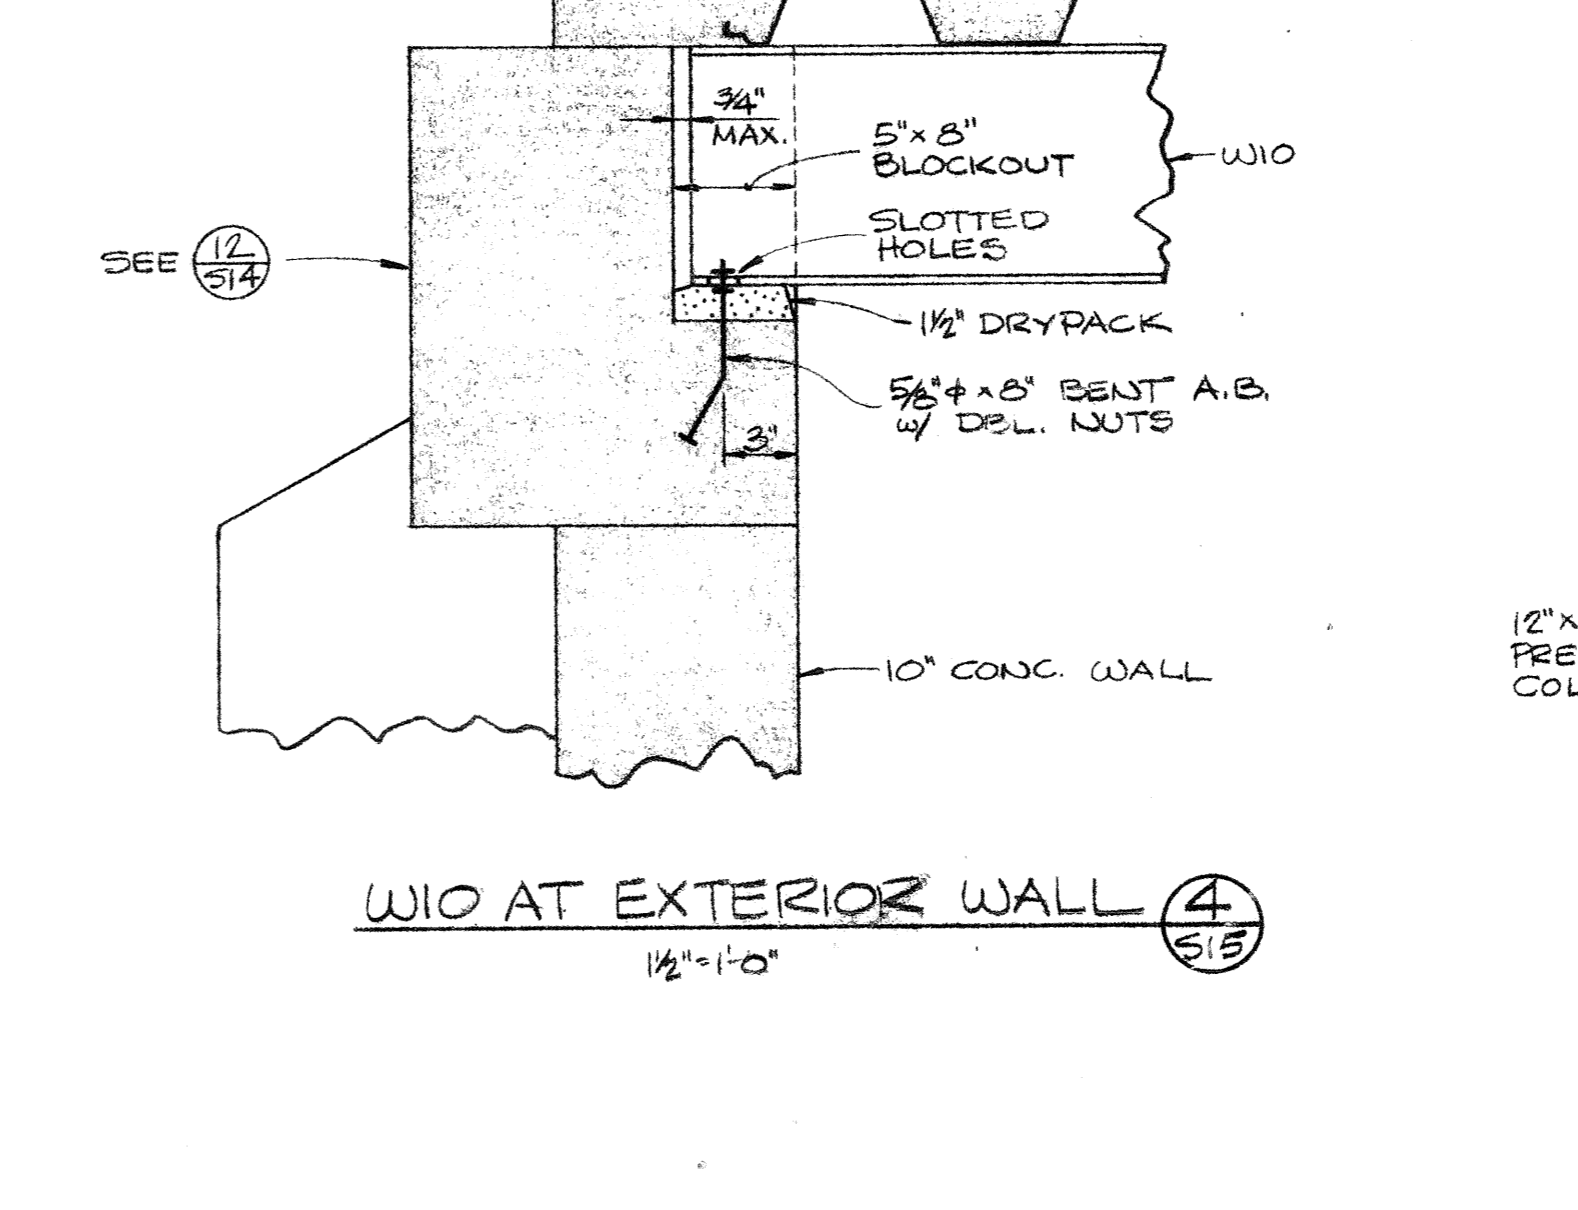 3/4"
MAX.
5"x 8"
BLOCKOUT
W10
SLOTTED
HOLES
SEE 12
S14
1½" DRYPACK
5/8"ϕ x 8" BENT A.B.
w/ DBL. NUTS
3"
12"x
PRE
COL
10" CONC. WALL
W10 AT EXTERIOR WALL 4
S15
1½"=1'-0"